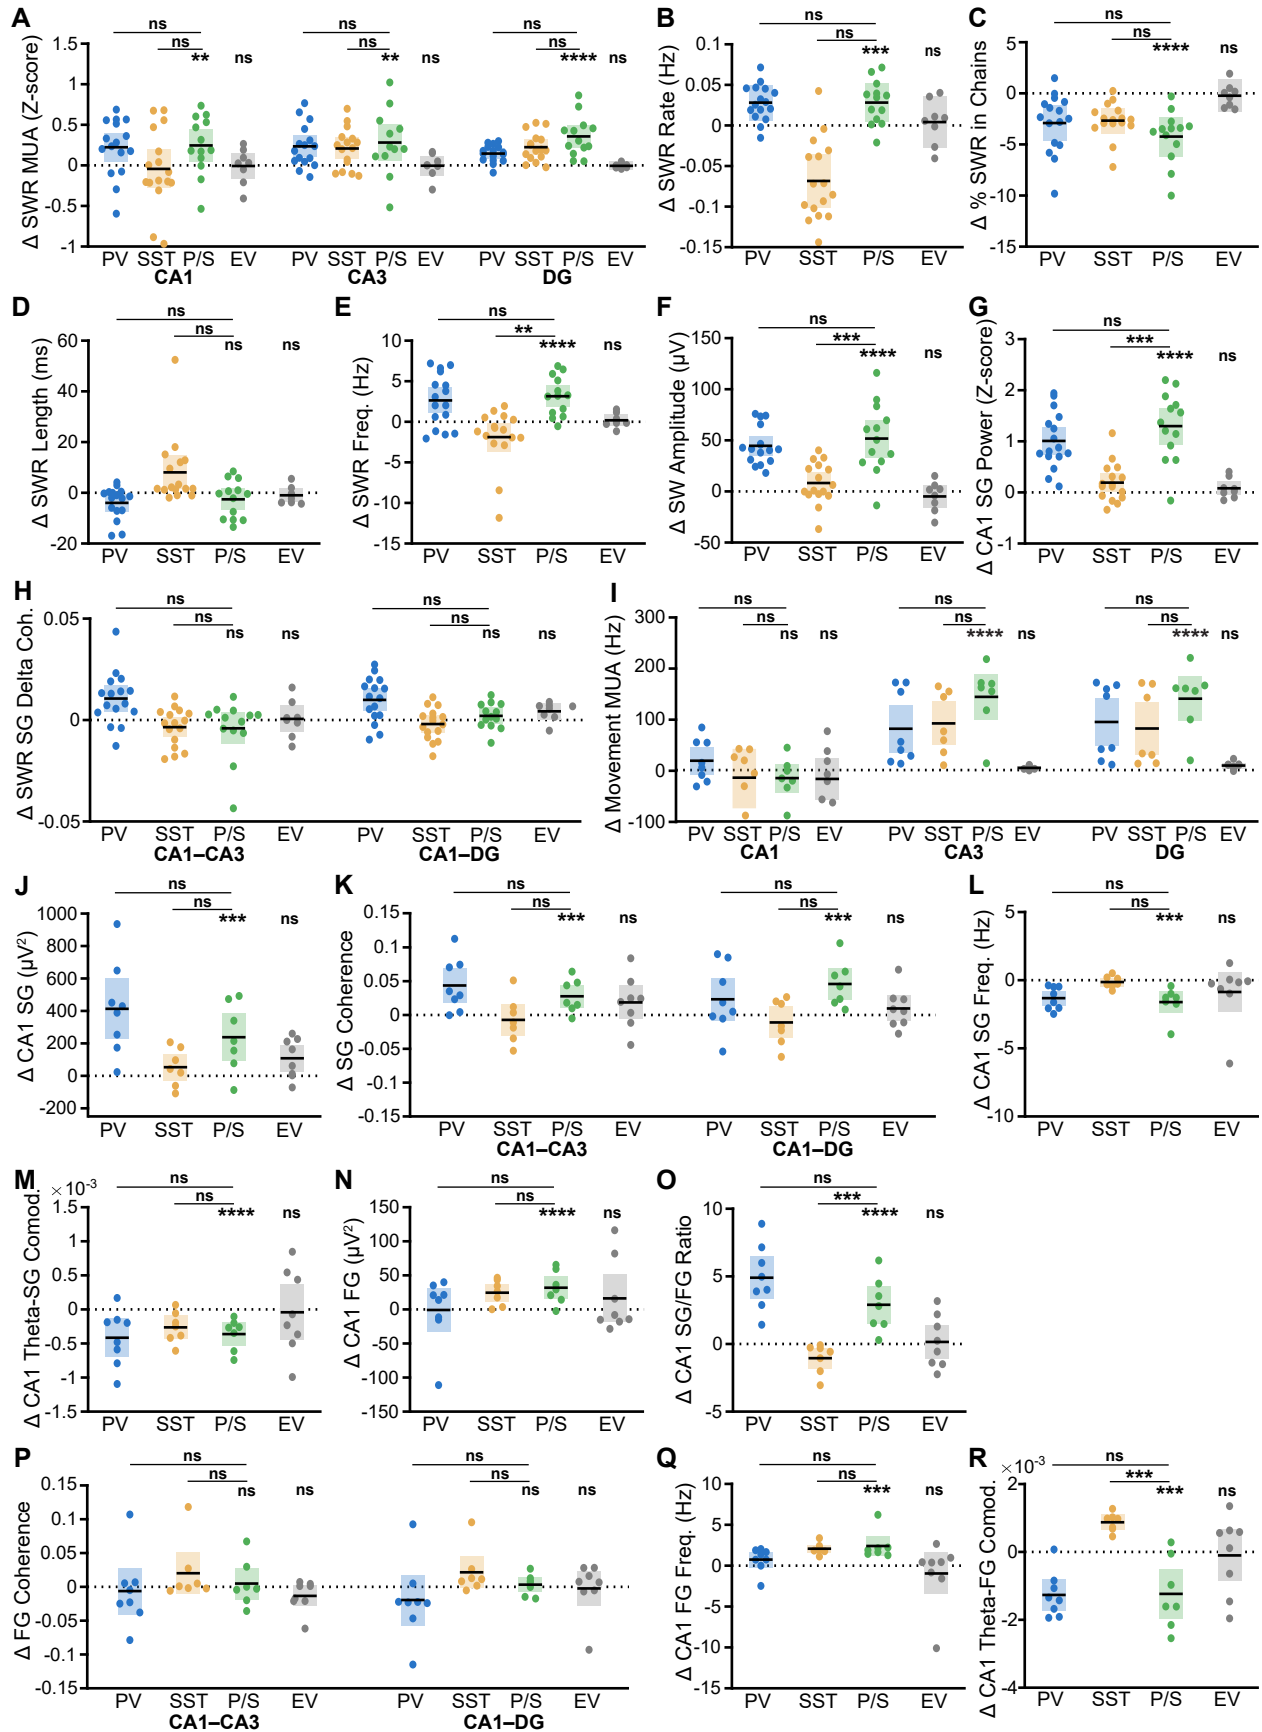 A
Δ SWR MUA (Z-score)
1.5
1
0.5
0
-0.5
-1
ns
ns
**
ns
ns
**
ns
ns
ns
****
ns
PV SST P/S EV
PV SST P/S EV
PV SST P/S EV
CA1 CA3 DG
B
Δ SWR Rate (Hz)
0.1
0.05
0
-0.05
-0.1
-0.15
ns
ns
***
ns
PV SST P/S EV
C
Δ % SWR in Chains
5
0
-5
-10
-15
ns
ns
****
ns
PV SST P/S EV
D
Δ SWR Length (ms)
60
40
20
0
-20
ns
ns
ns
ns
PV SST P/S EV
E
Δ SWR Freq. (Hz)
10
5
0
-5
-10
-15
ns
**
****
ns
PV SST P/S EV
F
Δ SW Amplitude (µV)
150
100
50
0
-50
ns
***
****
ns
PV SST P/S EV
G
Δ CA1 SG Power (Z-score)
3
2
1
0
-1
ns
***
****
ns
PV SST P/S EV
H
Δ SWR SG Delta Coh.
0.05
0
-0.05
ns
ns
ns
ns
ns
ns
ns
ns
PV SST P/S EV
PV SST P/S EV
CA1–CA3 CA1–DG
I
Δ Movement MUA (Hz)
300
200
100
0
-100
ns
ns
ns
ns
ns
ns
****
ns
ns
ns
****
ns
PV SST P/S EV
PV SST P/S EV
PV SST P/S EV
CA1 CA3 DG
J
Δ CA1 SG (µV²)
1000
800
600
400
200
0
-200
ns
ns
***
ns
PV SST P/S EV
K
Δ SG Coherence
0.15
0.1
0.05
0
-0.05
-0.1
-0.15
ns
ns
***
ns
ns
ns
***
ns
PV SST P/S EV
PV SST P/S EV
CA1–CA3 CA1–DG
L
Δ CA1 SG Freq. (Hz)
5
0
-5
-10
ns
ns
***
ns
PV SST P/S EV
M
Δ CA1 Theta-SG Comod.
×10⁻³
1.5
1
0.5
0
-0.5
-1
-1.5
ns
ns
****
ns
PV SST P/S EV
N
Δ CA1 FG (µV²)
150
100
50
0
-50
-100
-150
ns
ns
****
ns
PV SST P/S EV
O
Δ CA1 SG/FG Ratio
10
5
0
-5
ns
***
****
ns
PV SST P/S EV
P
Δ FG Coherence
0.15
0.1
0.05
0
-0.05
-0.1
-0.15
ns
ns
ns
ns
ns
ns
ns
ns
PV SST P/S EV
PV SST P/S EV
CA1–CA3 CA1–DG
Q
Δ CA1 FG Freq. (Hz)
10
5
0
-5
-10
-15
ns
ns
***
ns
PV SST P/S EV
R
Δ CA1 Theta-FG Comod.
×10⁻³
2
0
-2
-4
ns
***
***
ns
PV SST P/S EV